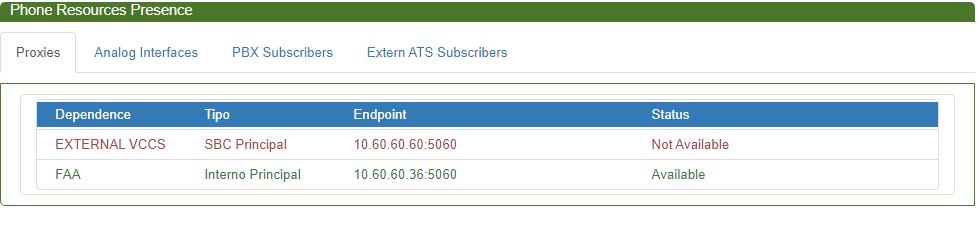 Phone Resources Presence
Proxies Analog Interfaces PBX Subscribers Extern ATS Subscribers
Dependence Tipo Endpoint Status
EXTERNAL VCCS SBC Principal 10.60.60.60:5060 Not Available
FAA Interno Principal 10.60.60.36:5060 Available